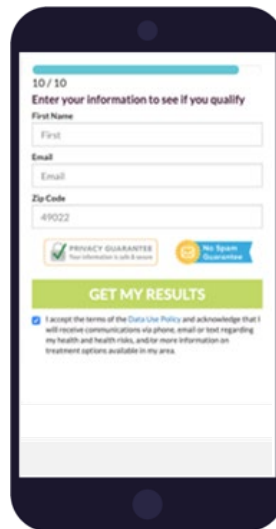 10 / 10
Enter your information to see if you qualify
First Name
First
Email
Email
Zip Code
49022
PRIVACY GUARANTEE
Your information is safe & secure
No Spam
Guarantee
GET MY RESULTS
I accept the terms of the Data Use Policy and acknowledge that I
will receive communications via phone, email or text regarding
my health and health risks, and/or more information on
treatment options available in my area.